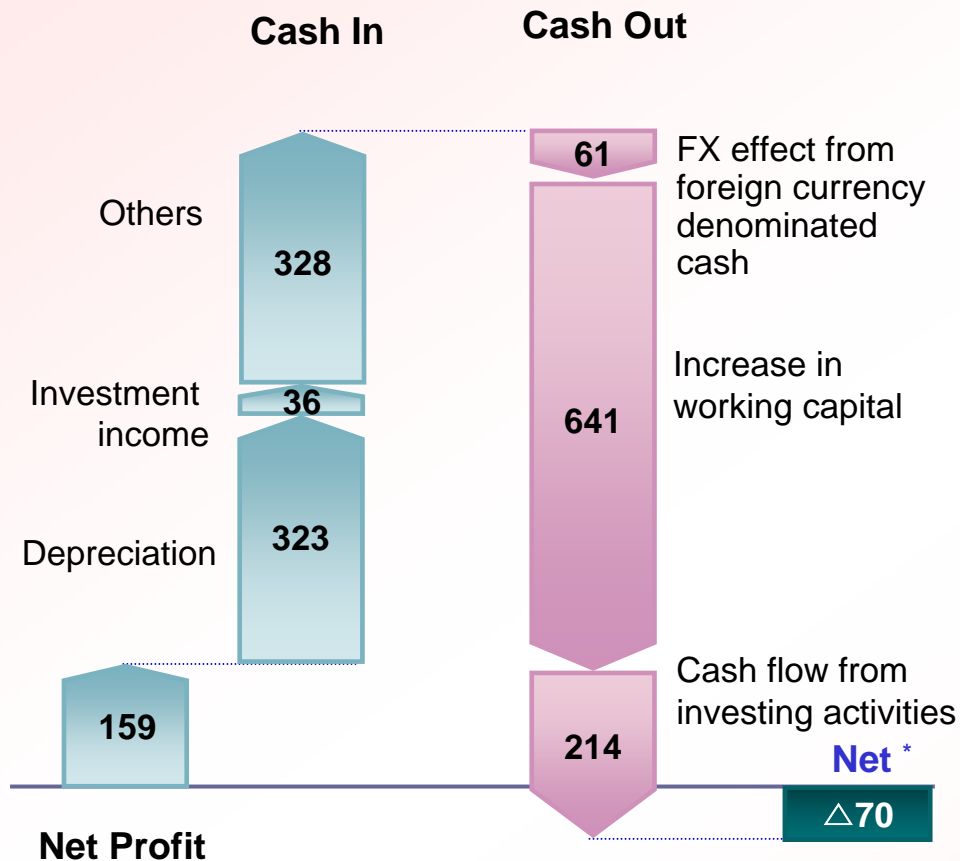 Cash In
Cash Out
Others
328
Investment
income
36
Depreciation
323
159
Net Profit
61
FX effect from
foreign currency
denominated
cash
641
Increase in
working capital
214
Cash flow from
investing activities
Net *
△70